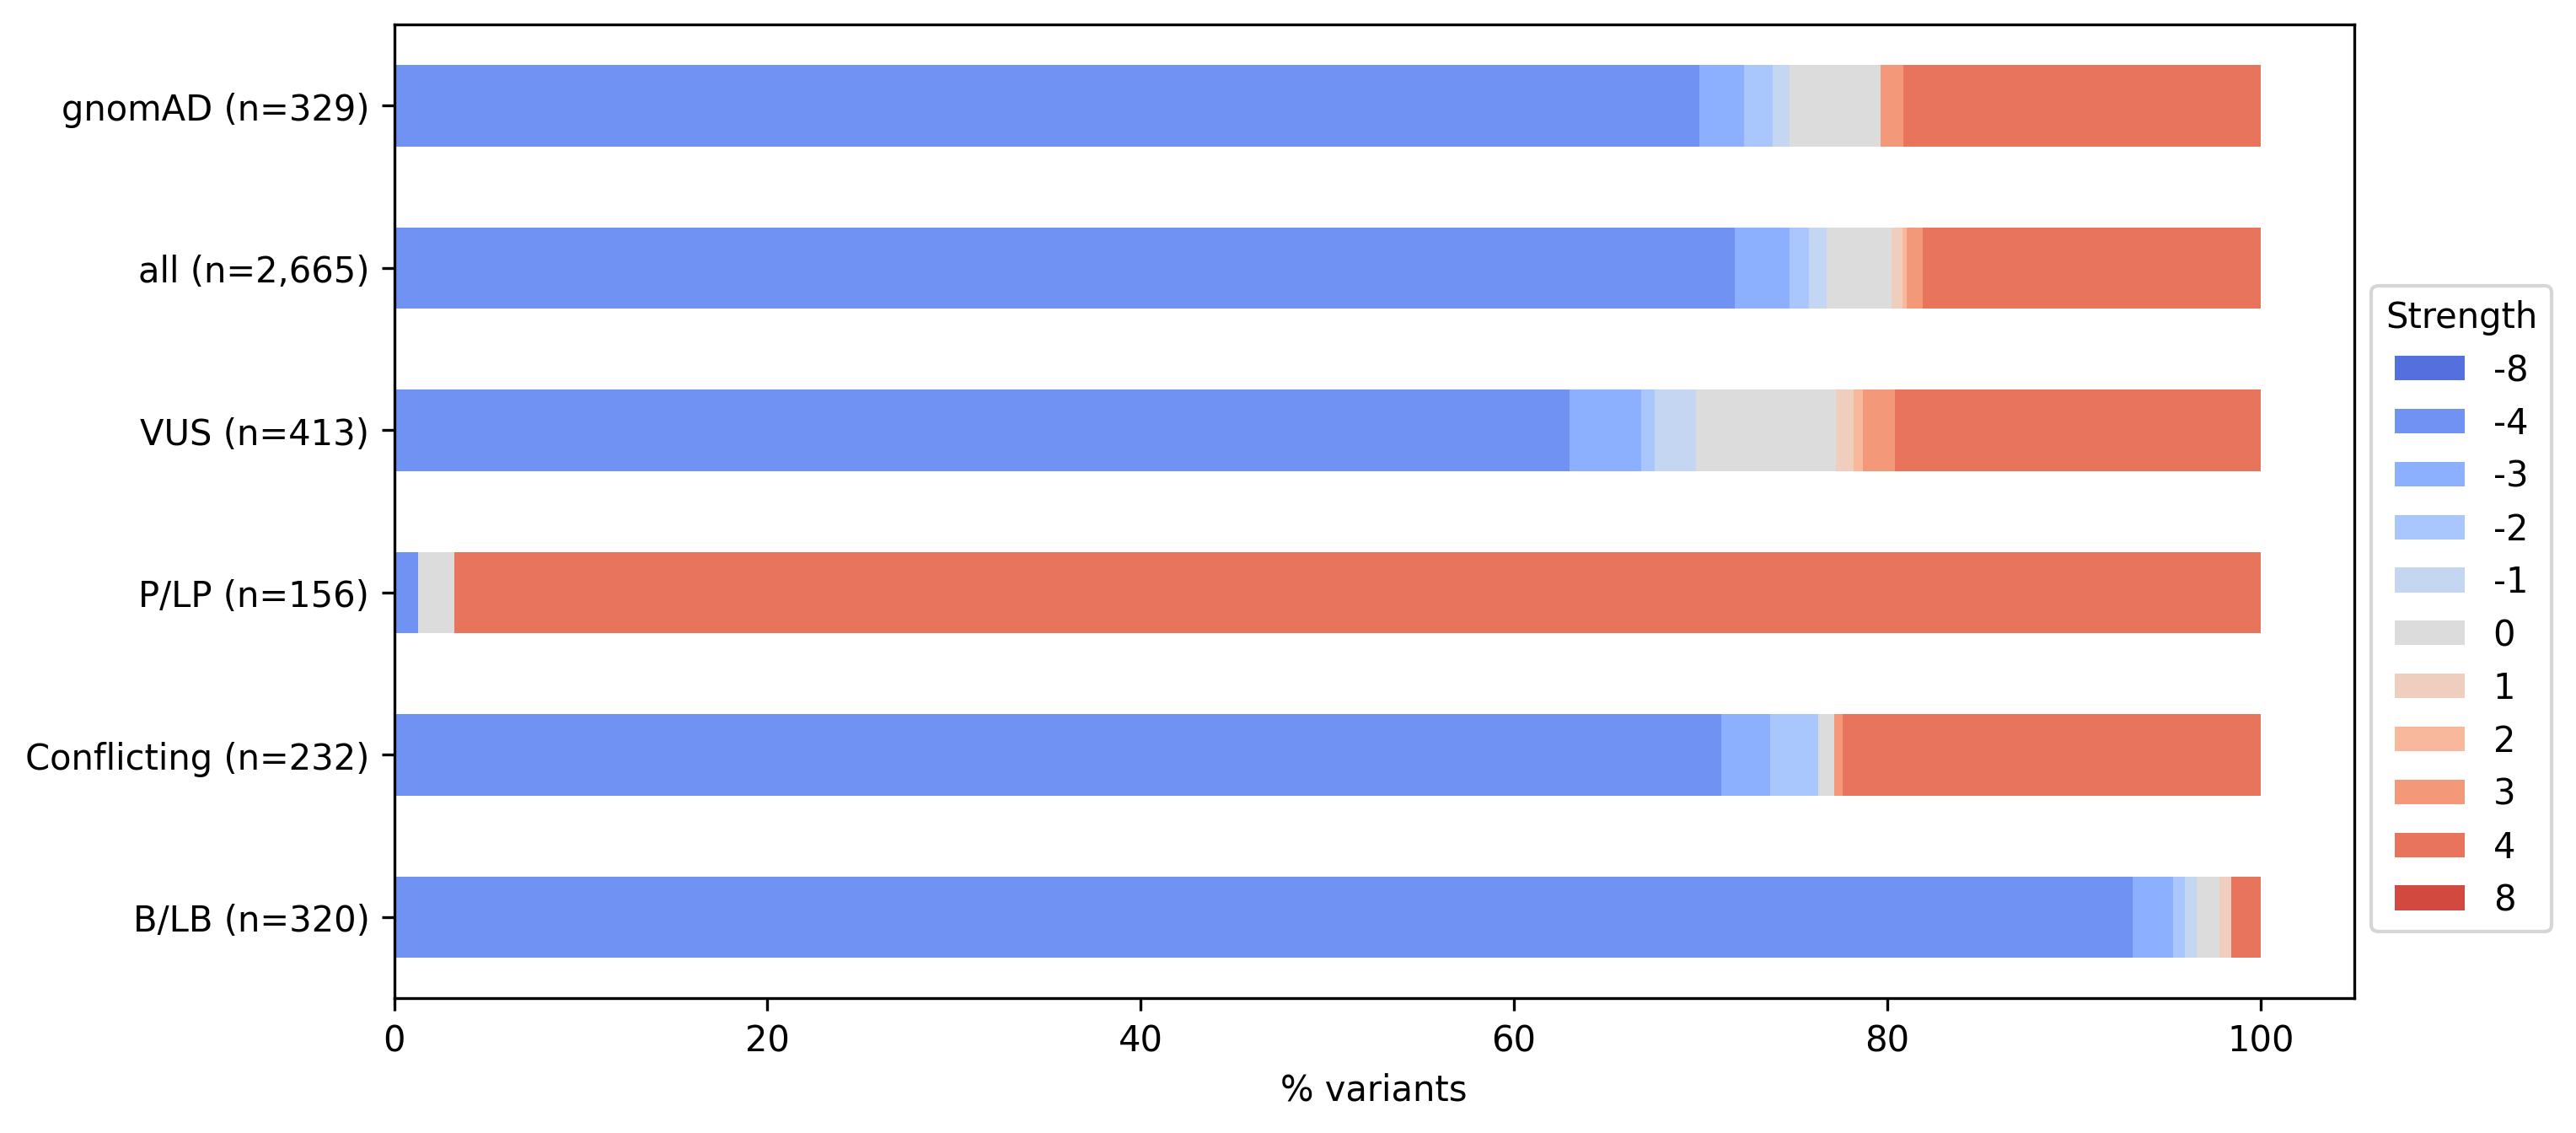 gnomAD (n=329)
all (n=2,665)
VUS (n=413)
P/LP (n=156)
Conflicting (n=232)
B/LB (n=320)
0 20 40 60 80 100
% variants
Strength
-8
-4
-3
-2
-1
0
1
2
3
4
8